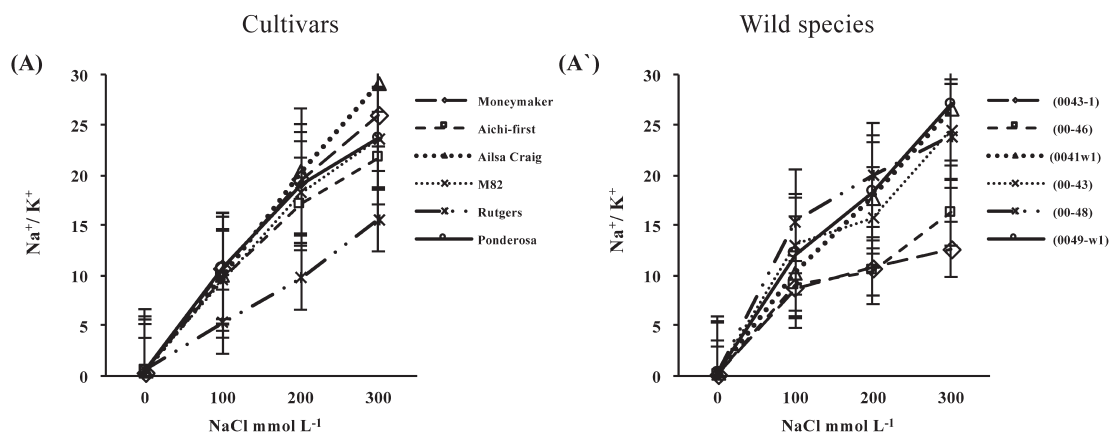 Cultivars
Wild species
(A)
(A`)
30
25
20
15
10
5
0
Na+/ K+
0 100 200 300
NaCl mmol L-1
Moneymaker
Aichi-first
Ailsa Craig
M82
Rutgers
Ponderosa
30
25
20
15
10
5
0
Na+/ K+
0 100 200 300
NaCl mmol L-1
(0043-1)
(00-46)
(0041w1)
(00-43)
(00-48)
(0049-w1)